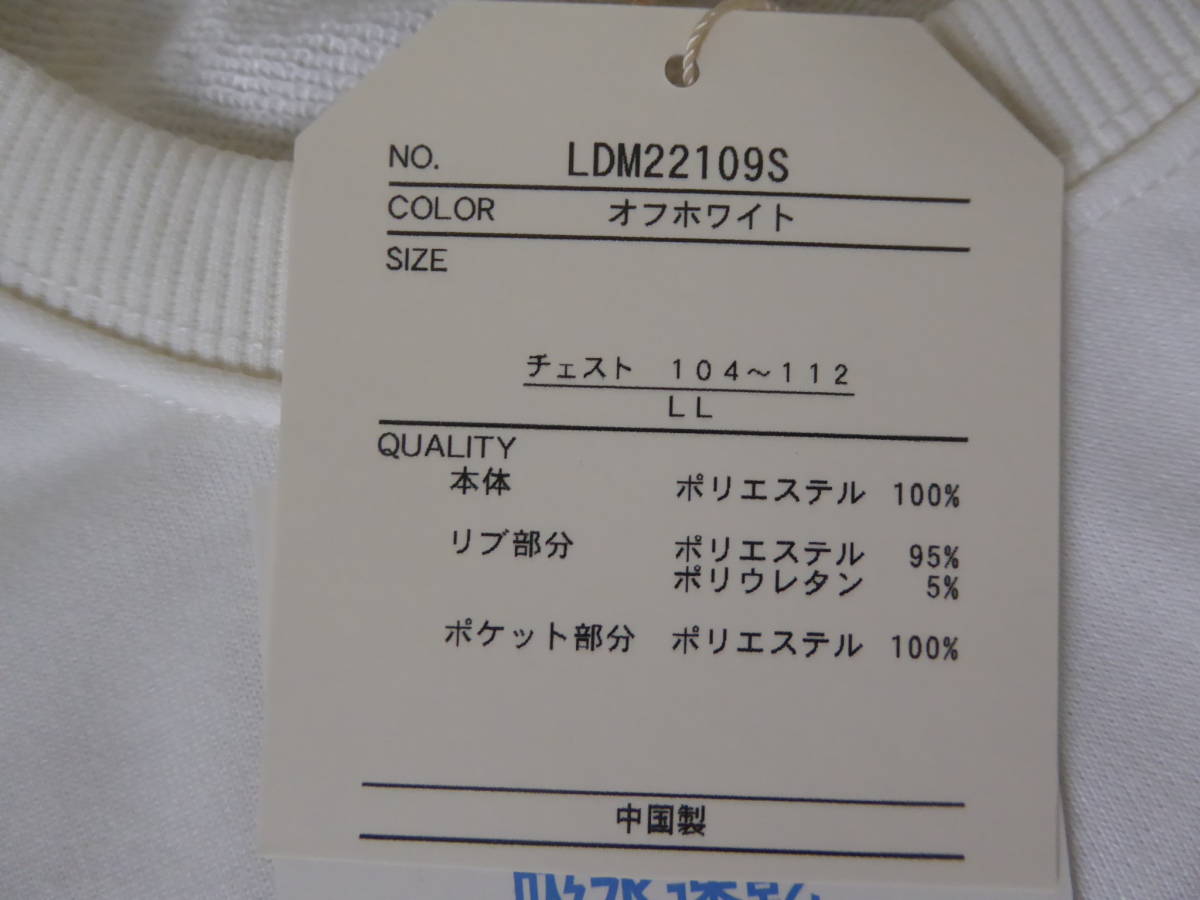 NO. LDM22109S
COLOR オフホワイト
SIZE
チェスト 104～112
LL
QUALITY
本体 ポリエステル 100%
リブ部分 ポリエステル 95%
ポリウレタン 5%
ポケット部分 ポリエステル 100%
中国製